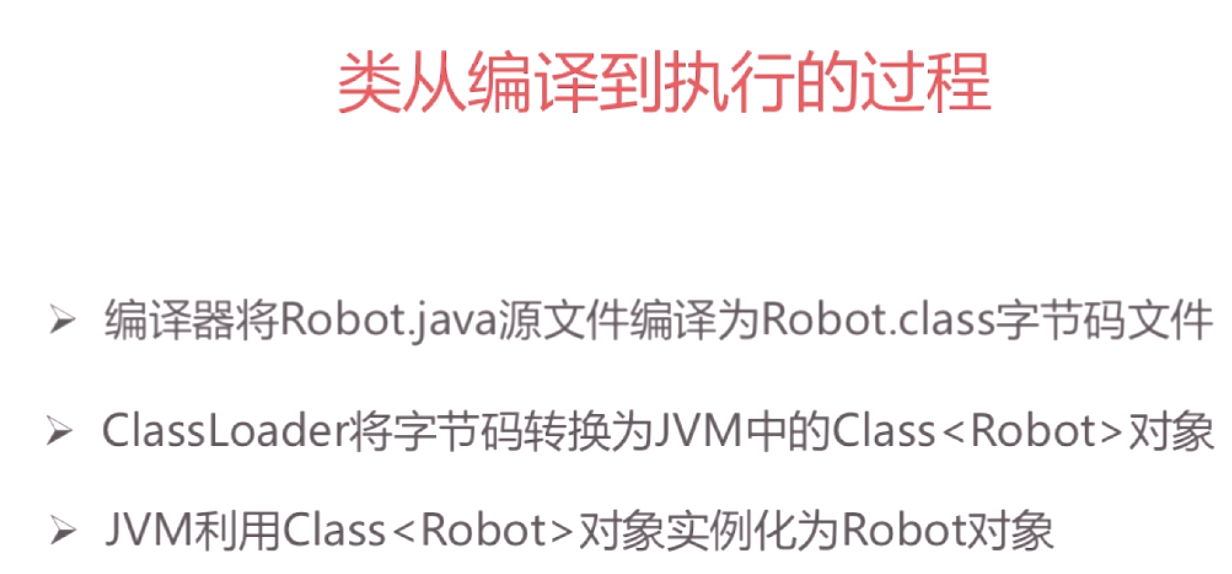 类从编译到执行的过程
➢ 编译器将Robot.java源文件编译为Robot.class字节码文件
➢ ClassLoader将字节码转换为JVM中的Class<Robot>对象
➢ JVM利用Class<Robot>对象实例化为Robot对象